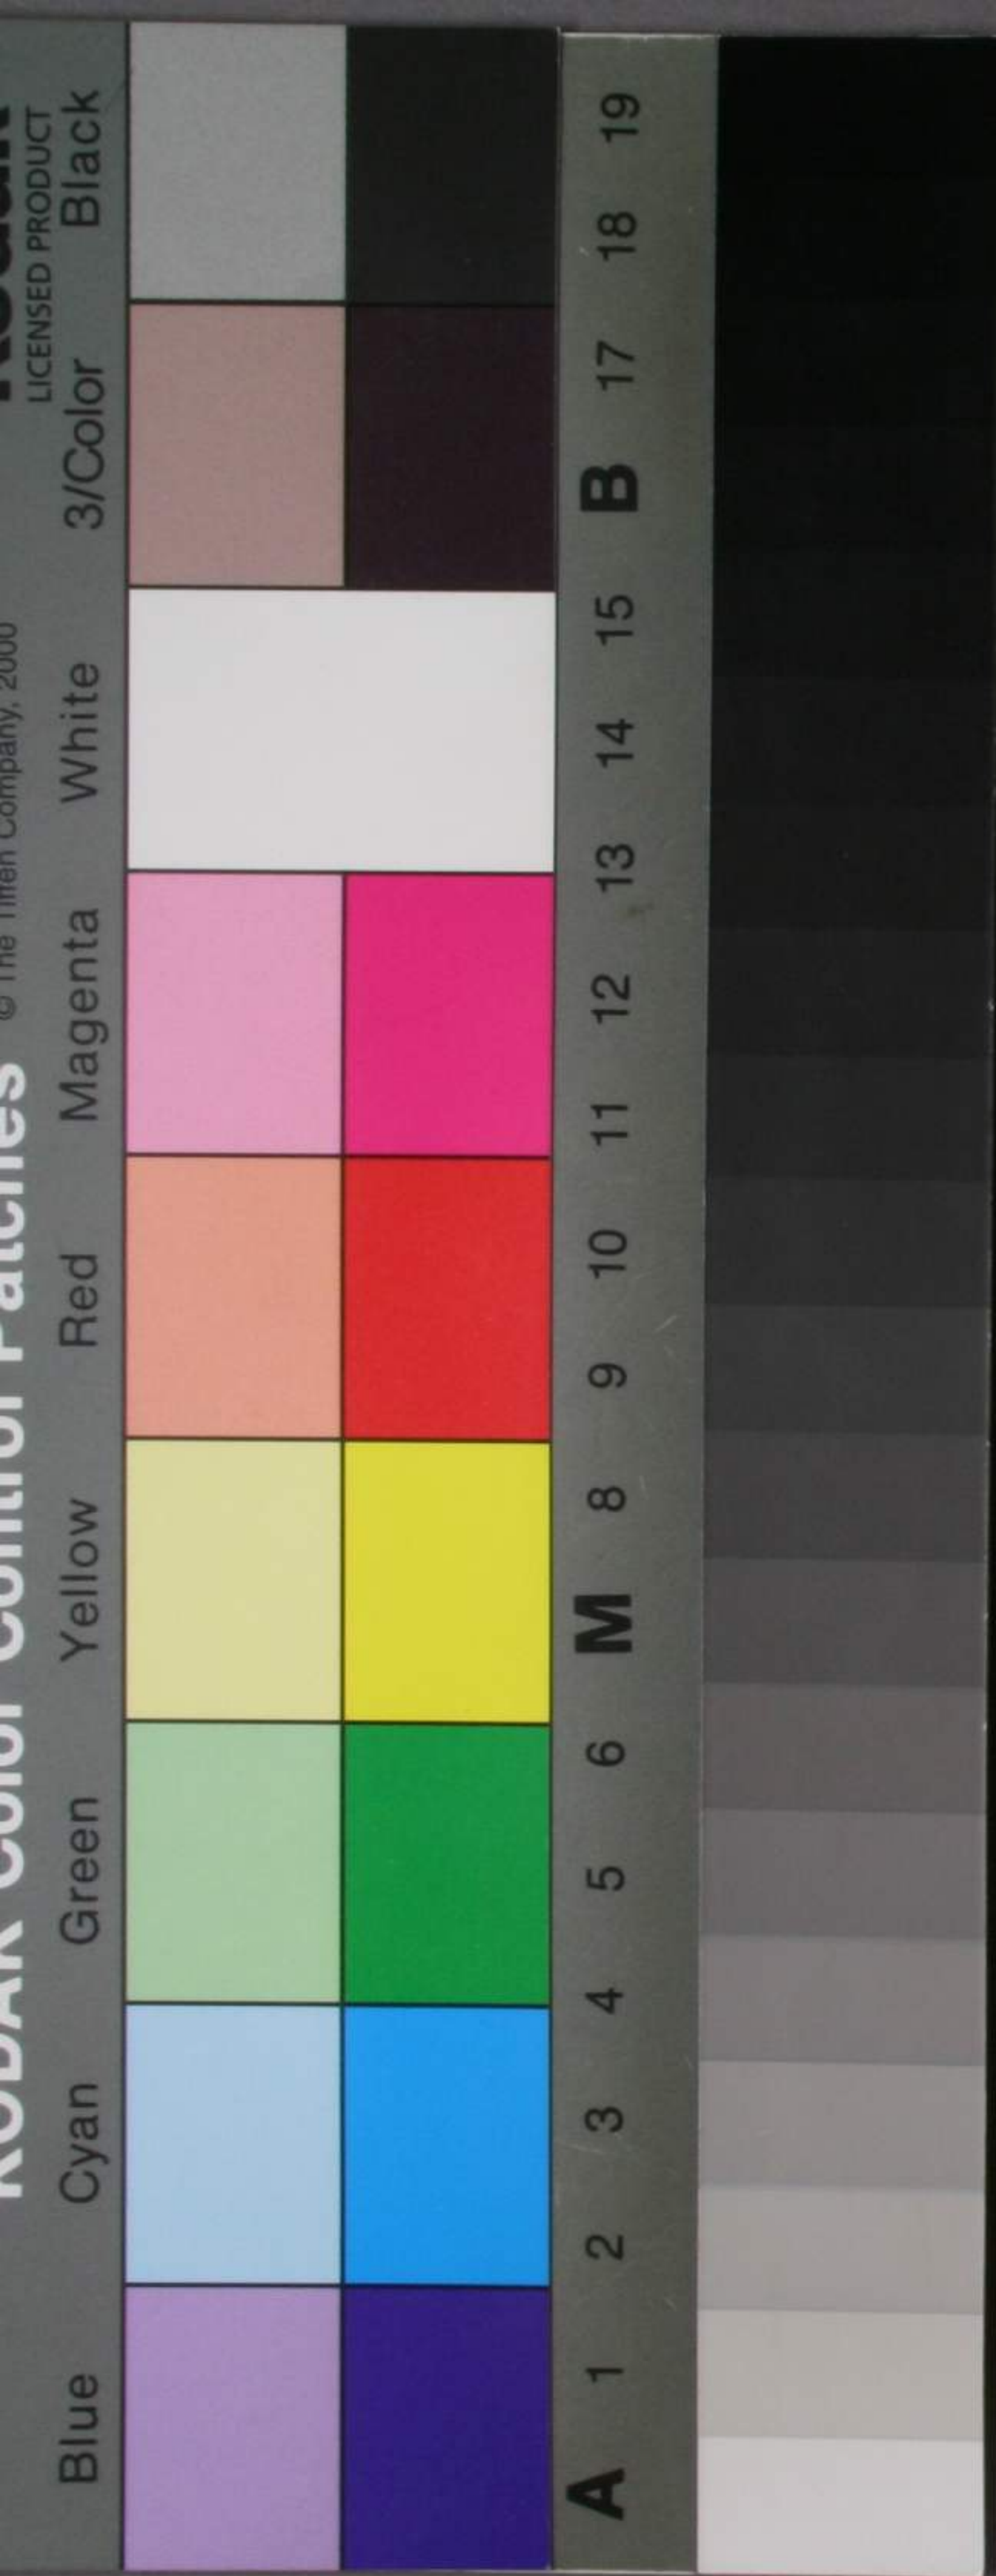 KODAK Color Control Patches © The Tiffen Company, 2000
LICENSED PRODUCT
Blue Cyan Green Yellow Red Magenta White 3/Color Black
A 1 2 3 4 5 6 M 8 9 10 11 12 13 14 15 B 17 18 19